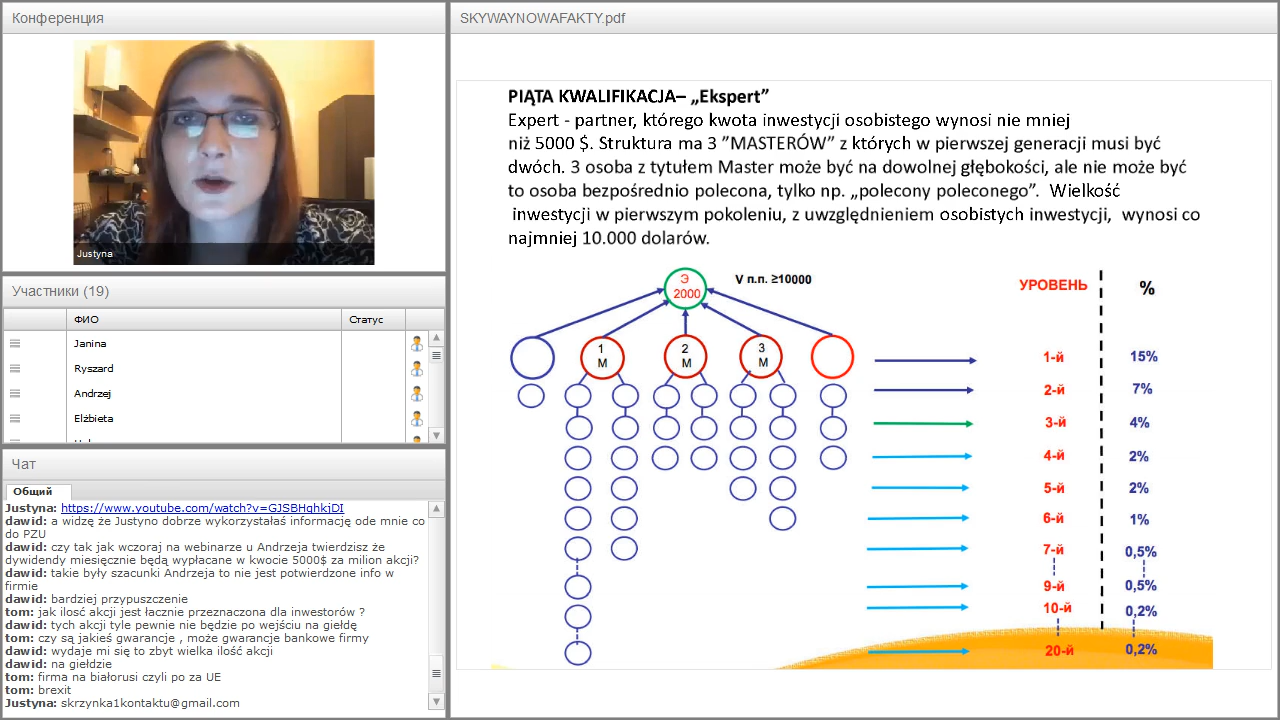 Конференция
Justyna
Участники (19)
ФИО
Статус
Janina
Ryszard
Andrzej
Elżbieta
Чат
Общий
Justyna: https://www.youtube.com/watch?v=GJSBHghkjDI
dawid: a widzę że Justyno dobrze wykorzystałaś informację ode mnie co
do PZU
dawid: czy tak jak wczoraj na webinarze u Andrzeja twierdzisz że
dywidendy miesięcznie będą wypłacane w kwocie 5000$ za milion akcji?
dawid: takie były szacunki Andrzeja to nie jest potwierdzone info w
firmie
dawid: bardziej przypuszczenie
tom: jak ilosć akcji jest łacznie przeznaczona dla inwestorów ?
dawid: tych akcji tyle pewnie nie będzie po wejściu na giełdę
tom: czy są jakieś gwarancje , może gwarancje bankowe firmy
dawid: wydaje mi się to zbyt wielka ilość akcji
dawid: na giełdzie
tom: firma na białorusi czyli po za UE
tom: brexit
Justyna: skrzynka1kontaktu@gmail.com
SKYWAYNOWAFAKTY.pdf
PIĄTA KWALIFIKACJA– „Ekspert”
Expert - partner, którego kwota inwestycji osobistego wynosi nie mniej
niż 5000 $. Struktura ma 3 ”MASTERÓW” z których w pierwszej generacji musi być
dwóch. 3 osoba z tytułem Master może być na dowolnej głębokości, ale nie może być
to osoba bezpośrednio polecona, tylko np. „polecony poleconego”. Wielkość
inwestycji w pierwszym pokoleniu, z uwzględnieniem osobistych inwestycji, wynosi co
najmniej 10.000 dolarów.
Э
2000
V п.п. ≥10000
УРОВЕНЬ
%
1
М
2
М
3
М
1-й 15%
2-й 7%
3-й 4%
4-й 2%
5-й 2%
6-й 1%
7-й 0,5%
9-й 0,5%
10-й 0,2%
20-й 0,2%